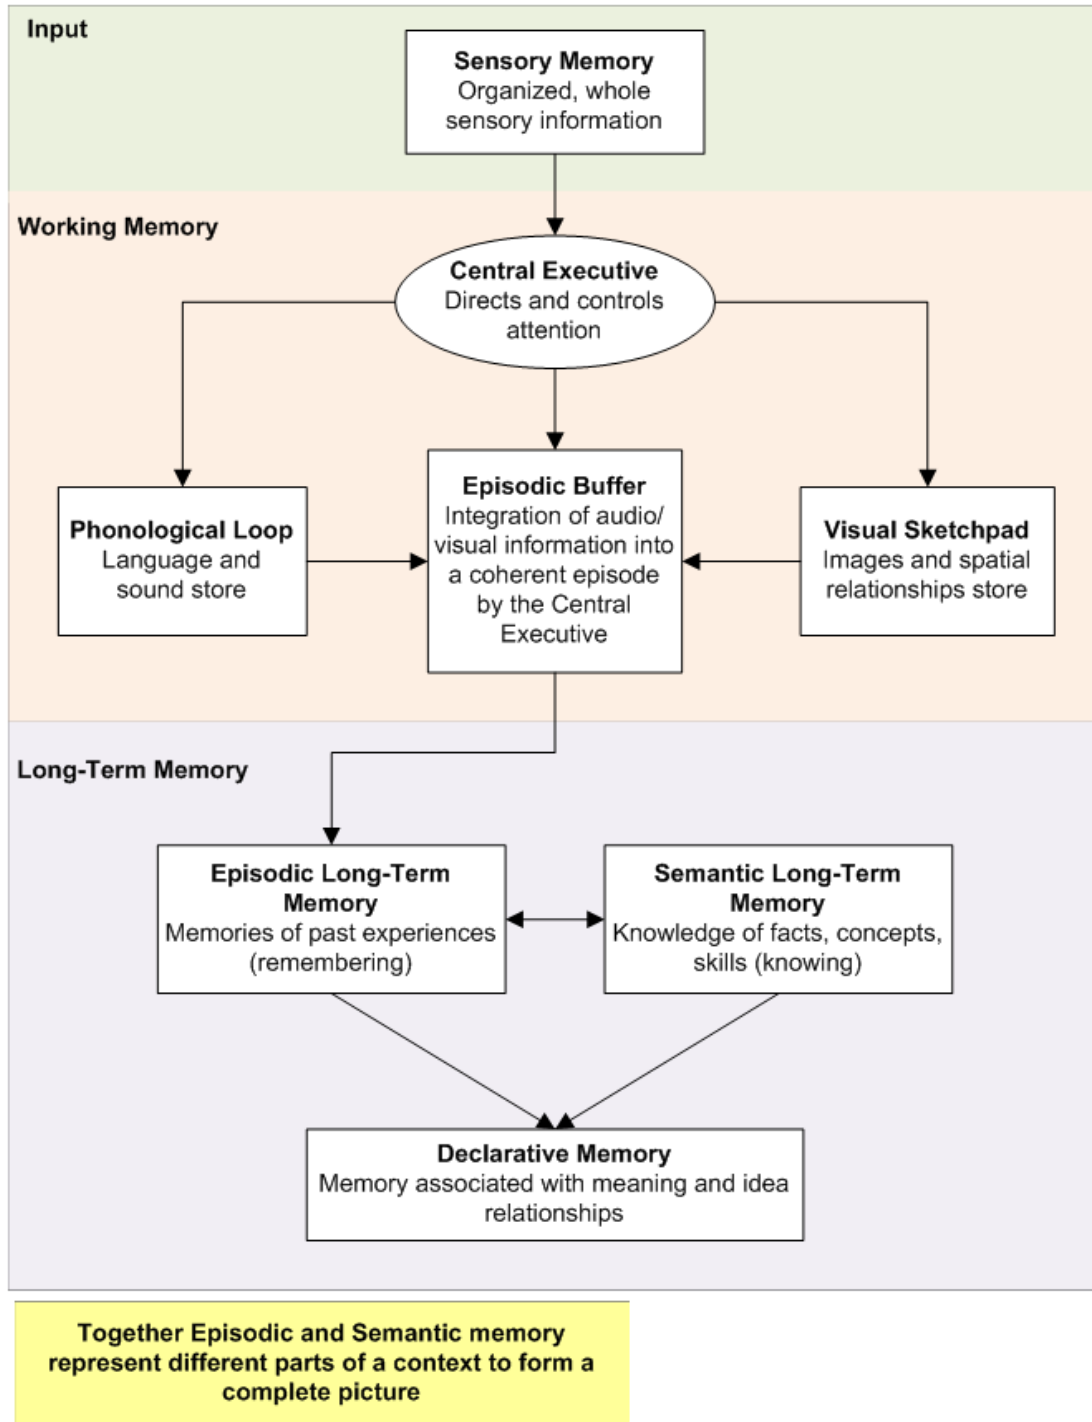 Input
Sensory Memory
Organized, whole
sensory information
Working Memory
Central Executive
Directs and controls
attention
Phonological Loop
Language and
sound store
Episodic Buffer
Integration of audio/
visual information into
a coherent episode
by the Central
Executive
Visual Sketchpad
Images and spatial
relationships store
Long-Term Memory
Episodic Long-Term
Memory
Memories of past experiences
(remembering)
Semantic Long-Term
Memory
Knowledge of facts, concepts,
skills (knowing)
Declarative Memory
Memory associated with meaning and idea
relationships
Together Episodic and Semantic memory
represent different parts of a context to form a
complete picture